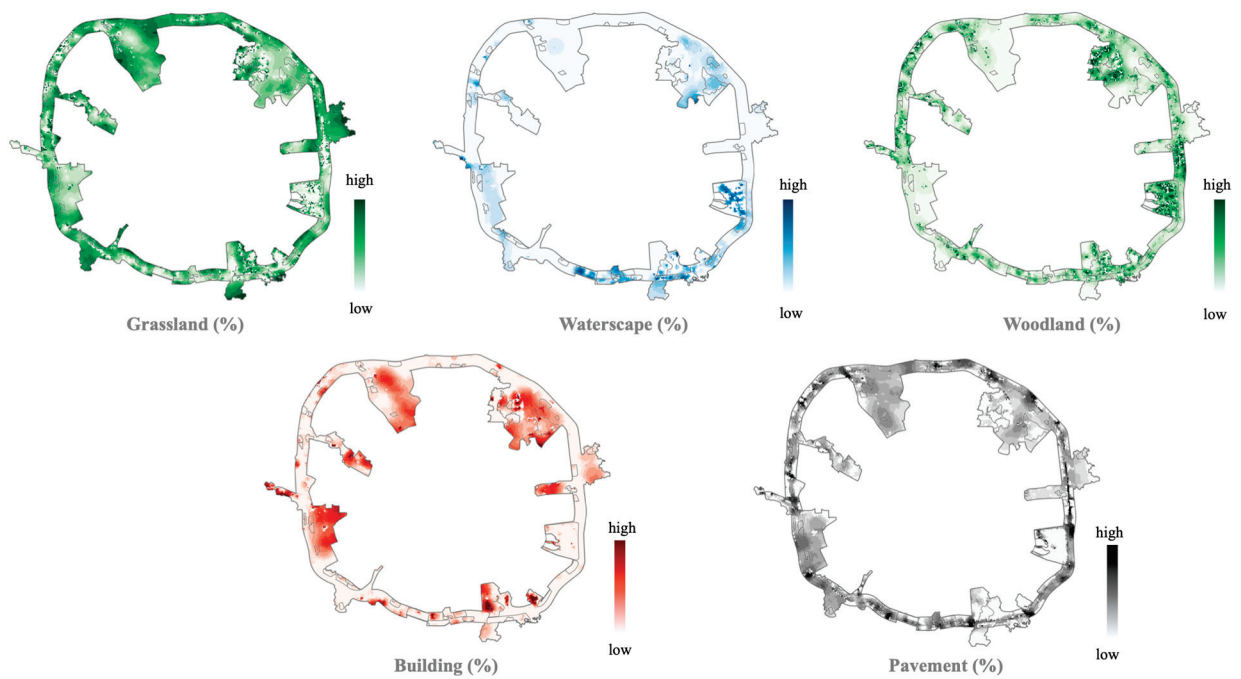 high
low
Grassland (%)
high
low
Waterscape (%)
high
low
Woodland (%)
high
low
Building (%)
high
low
Pavement (%)